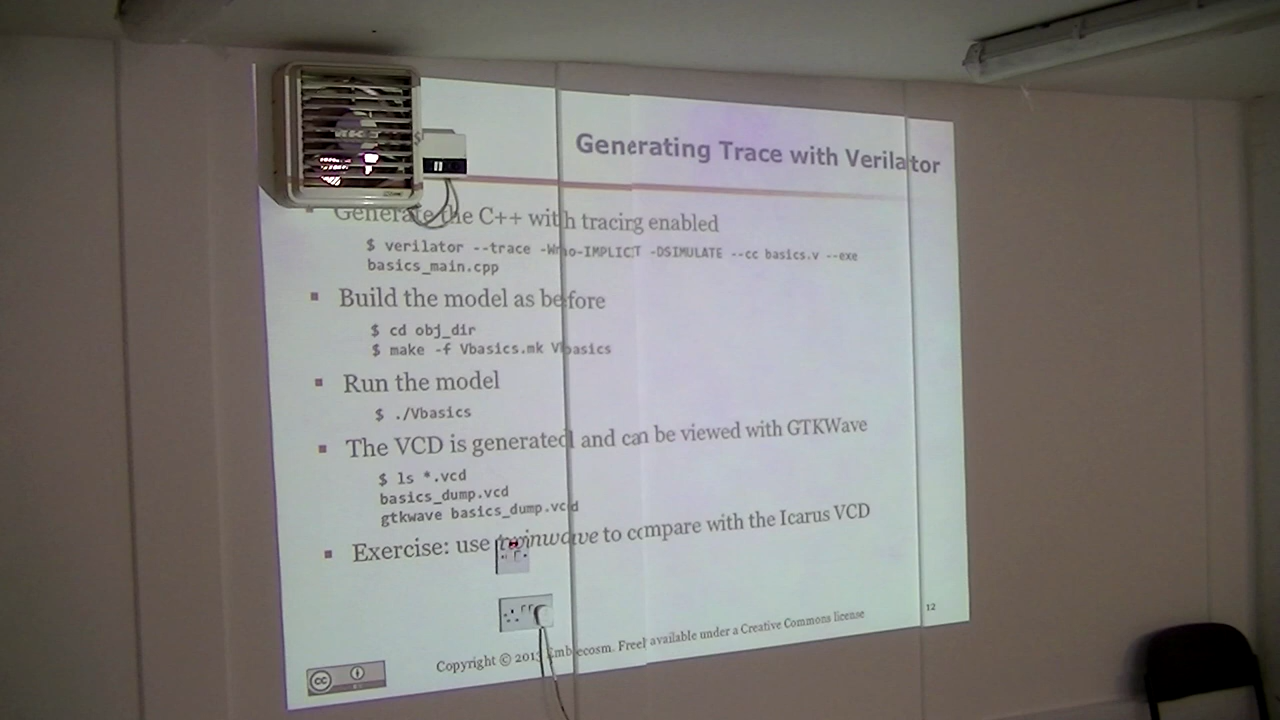 Generating Trace with Verilator
Generate the C++ with tracing enabled
$ verilator --trace -Wno-IMPLICIT -DSIMULATE --cc basics.v --exe
basics_main.cpp
Build the model as before
$ cd obj_dir
$ make -f Vbasics.mk Vbasics
Run the model
$ ./Vbasics
The VCD is generated and can be viewed with GTKWave
$ ls *.vcd
basics_dump.vcd
gtkwave basics_dump.vcd
Exercise: use twinwave to compare with the Icarus VCD
12
Copyright © 2013 Embecosm. Freely available under a Creative Commons license
cc